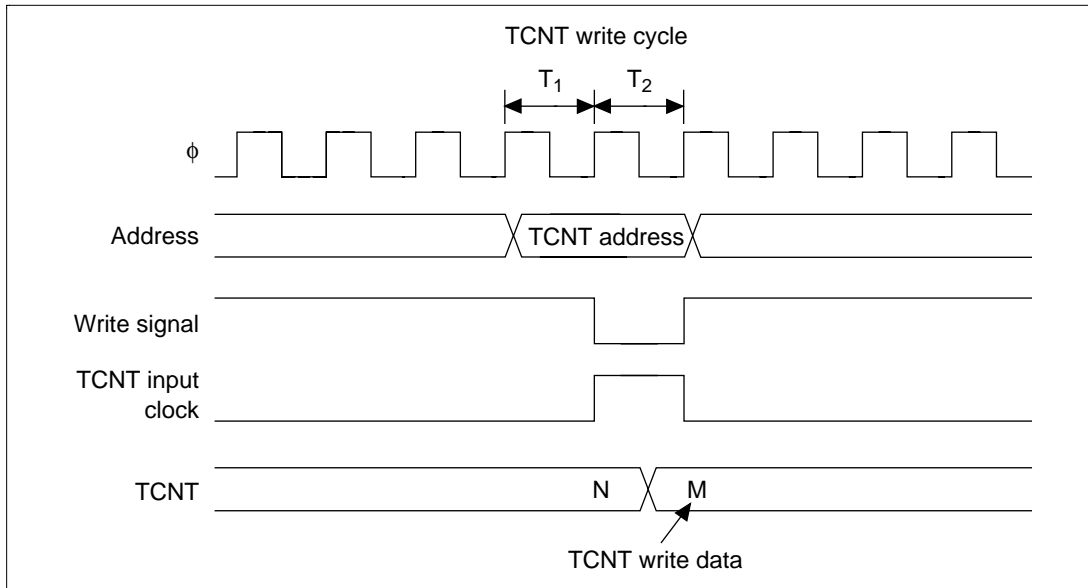 TCNT write cycle
T1 T2
ϕ
Address
TCNT address
Write signal
TCNT input
clock
TCNT
N M
TCNT write data